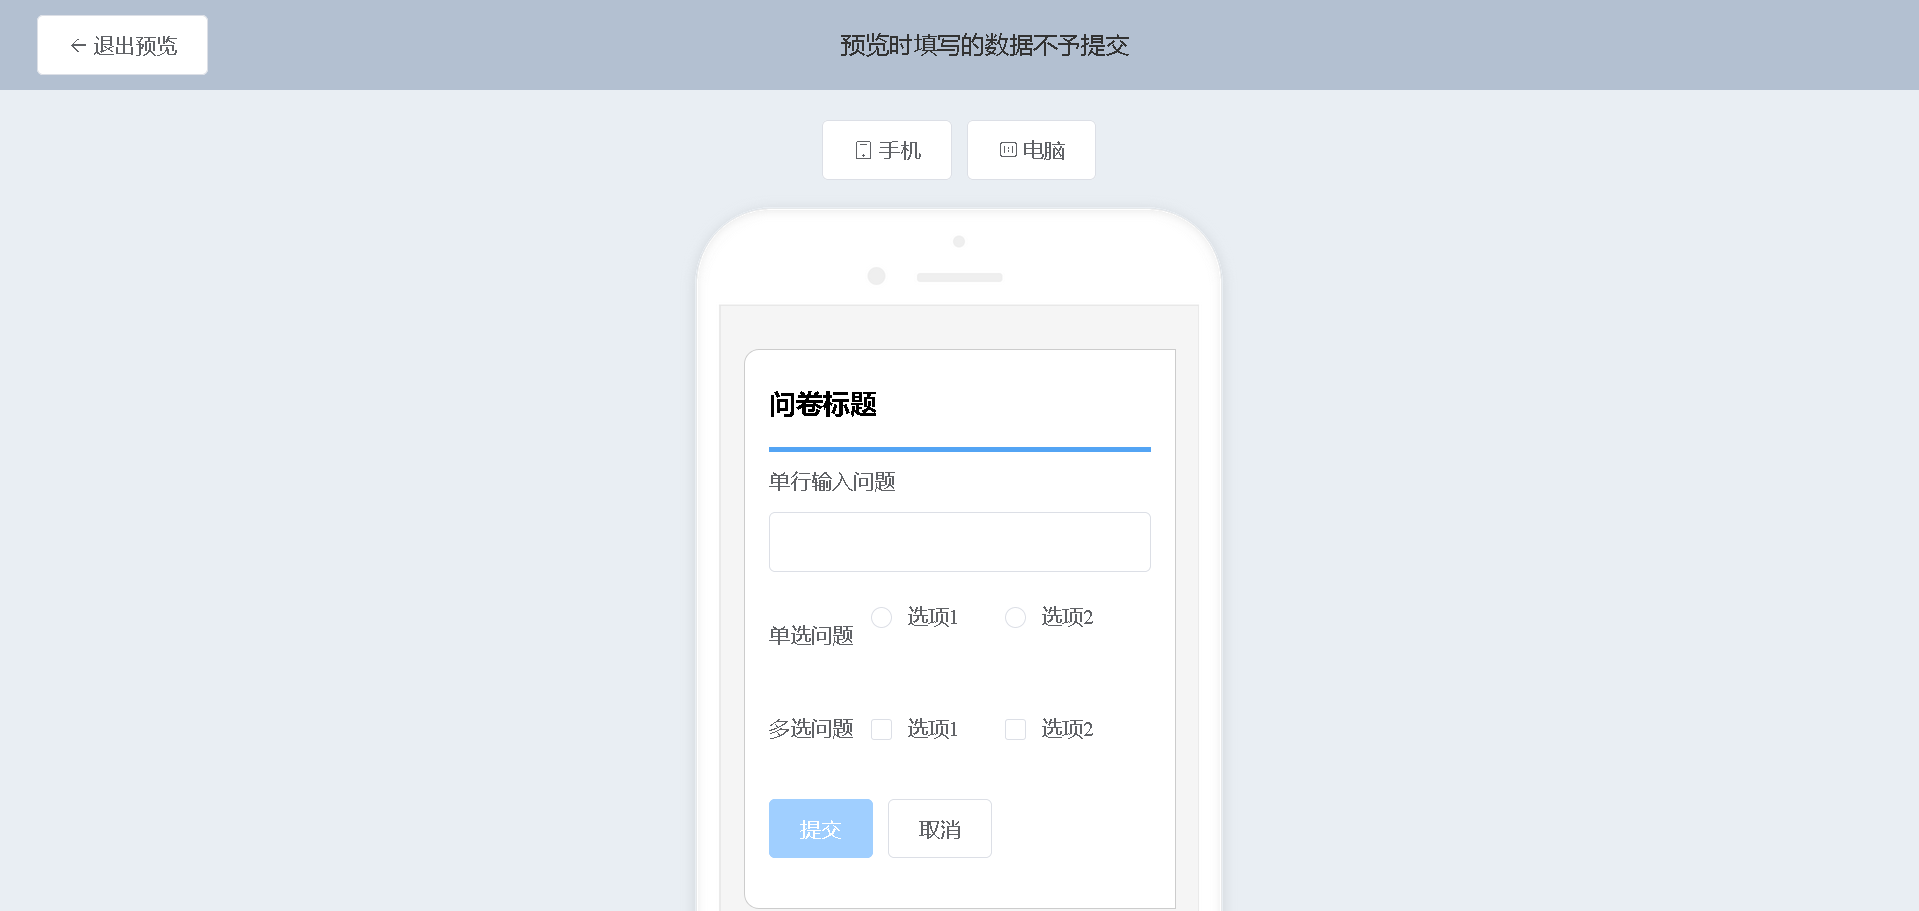 退出预览
预览时填写的数据不予提交
手机 电脑
问卷标题
单行输入问题
单选问题 选项1 选项2
多选问题 选项1 选项2
提交 取消